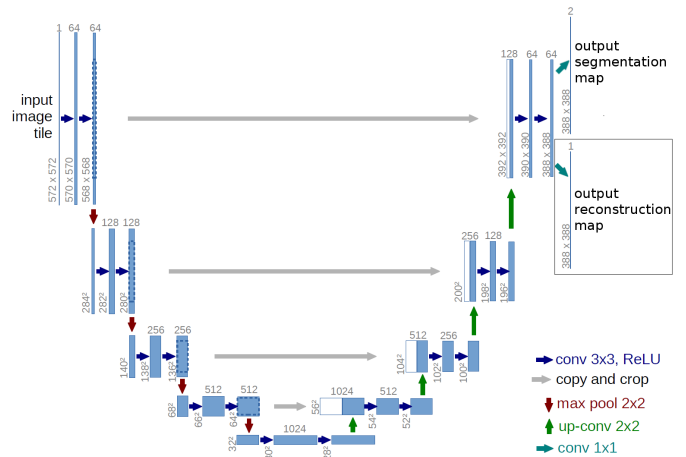 1 64 64
input
image
tile
572 x 572
570 x 570
568 x 568
128 128
284²
282²
280²
256 256
140²
138²
136²
512 512
68²
66²
64²
1024
32²
28²
1024 512
56²
54²
52²
512 256
104²
102²
100²
256 128
200²
198²
196²
128 64 64
392 x 392
390 x 390
388 x 388
2
388 x 388
output
segmentation
map
1
388 x 388
output
reconstruction
map
conv 3x3, ReLU
copy and crop
max pool 2x2
up-conv 2x2
conv 1x1